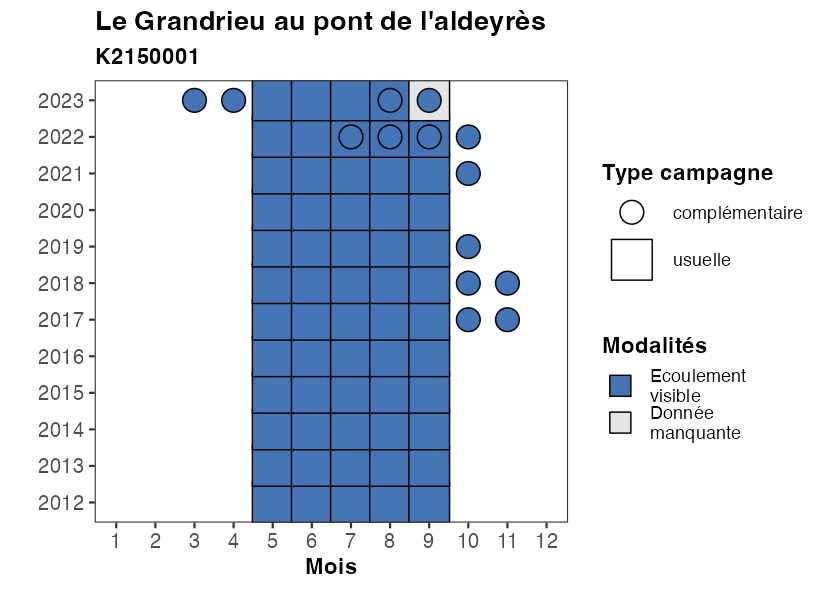 Le Grandrieu au pont de l'aldeyrès
K2150001
2023
2022
2021
2020
2019
2018
2017
2016
2015
2014
2013
2012
1 2 3 4 5 6 7 8 9 10 11 12
Mois
Type campagne
complémentaire
usuelle
Modalités
Ecoulement
visible
Donnée
manquante